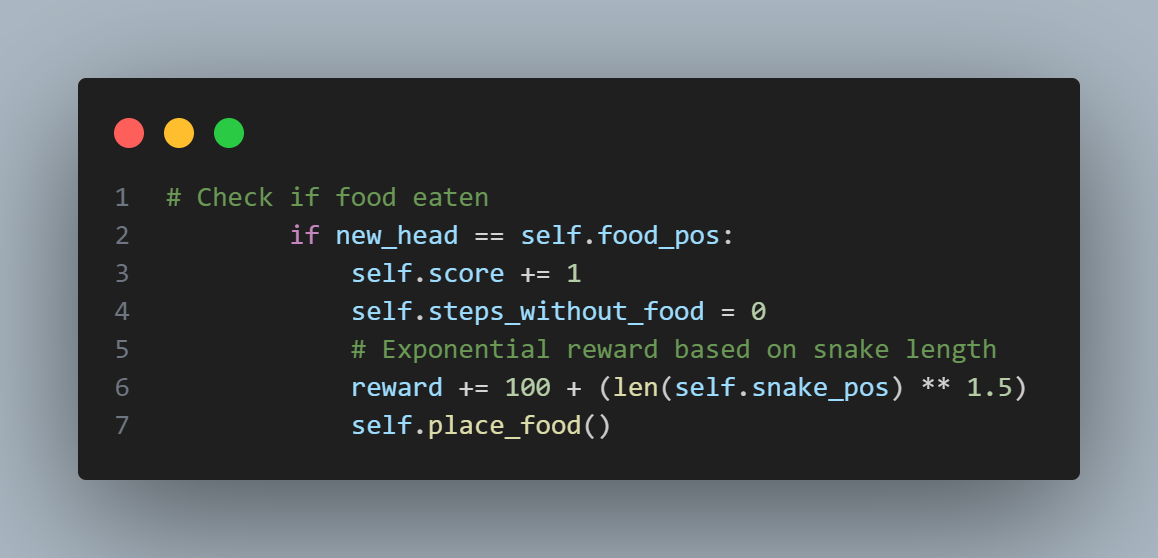 1 # Check if food eaten
2         if new_head == self.food_pos:
3             self.score += 1
4             self.steps_without_food = 0
5             # Exponential reward based on snake length
6             reward += 100 + (len(self.snake_pos) ** 1.5)
7             self.place_food()